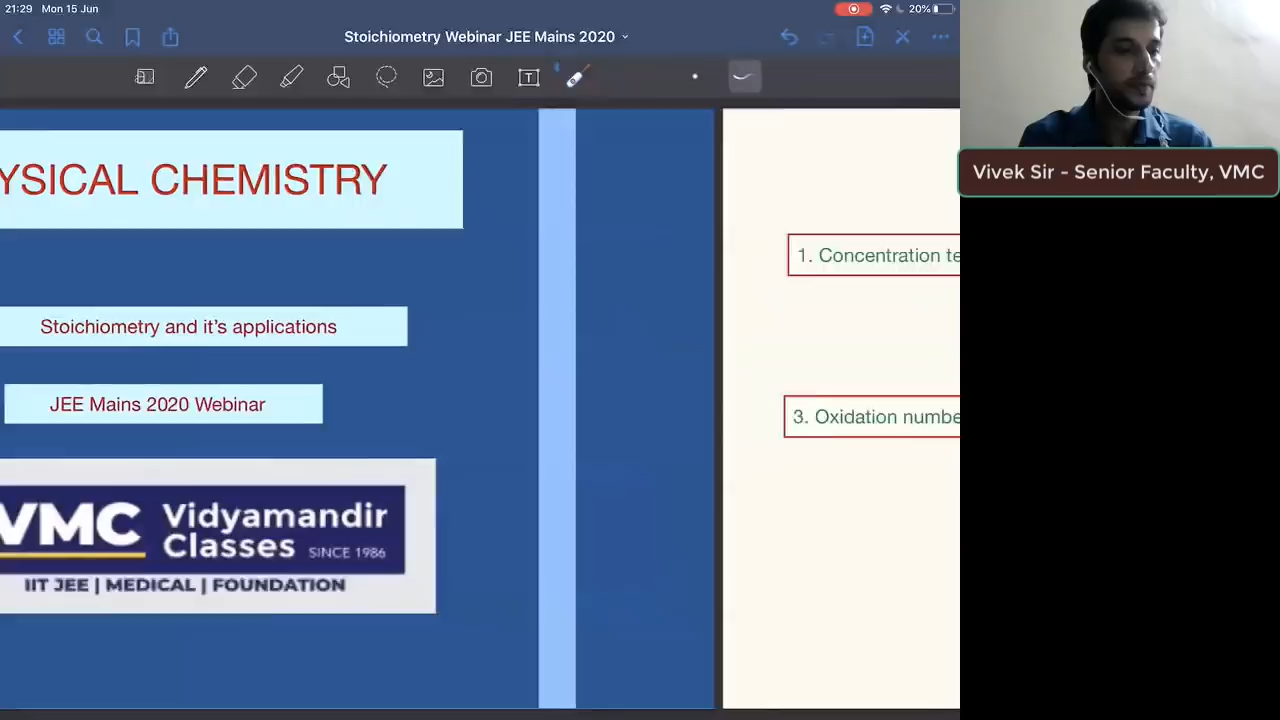 21:29 Mon 15 Jun
20%
Stoichiometry Webinar JEE Mains 2020
T
YSICAL CHEMISTRY
Stoichiometry and it's applications
JEE Mains 2020 Webinar
VMC Vidyamandir
Classes SINCE 1986
IIT JEE | MEDICAL | FOUNDATION
1. Concentration te
3. Oxidation numbe
Vivek Sir - Senior Faculty, VMC